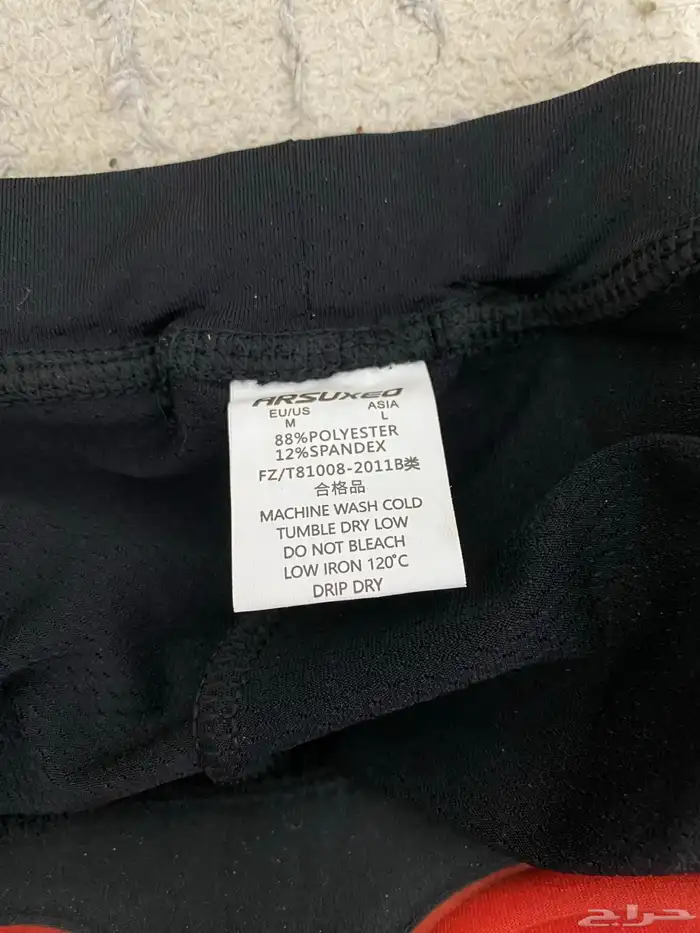 ARSUXEO
EU/US ASIA
M L
88%POLYESTER
12%SPANDEX
FZ/T81008-2011B类
合格品
MACHINE WASH COLD
TUMBLE DRY LOW
DO NOT BLEACH
LOW IRON 120°C
DRIP DRY
حراج